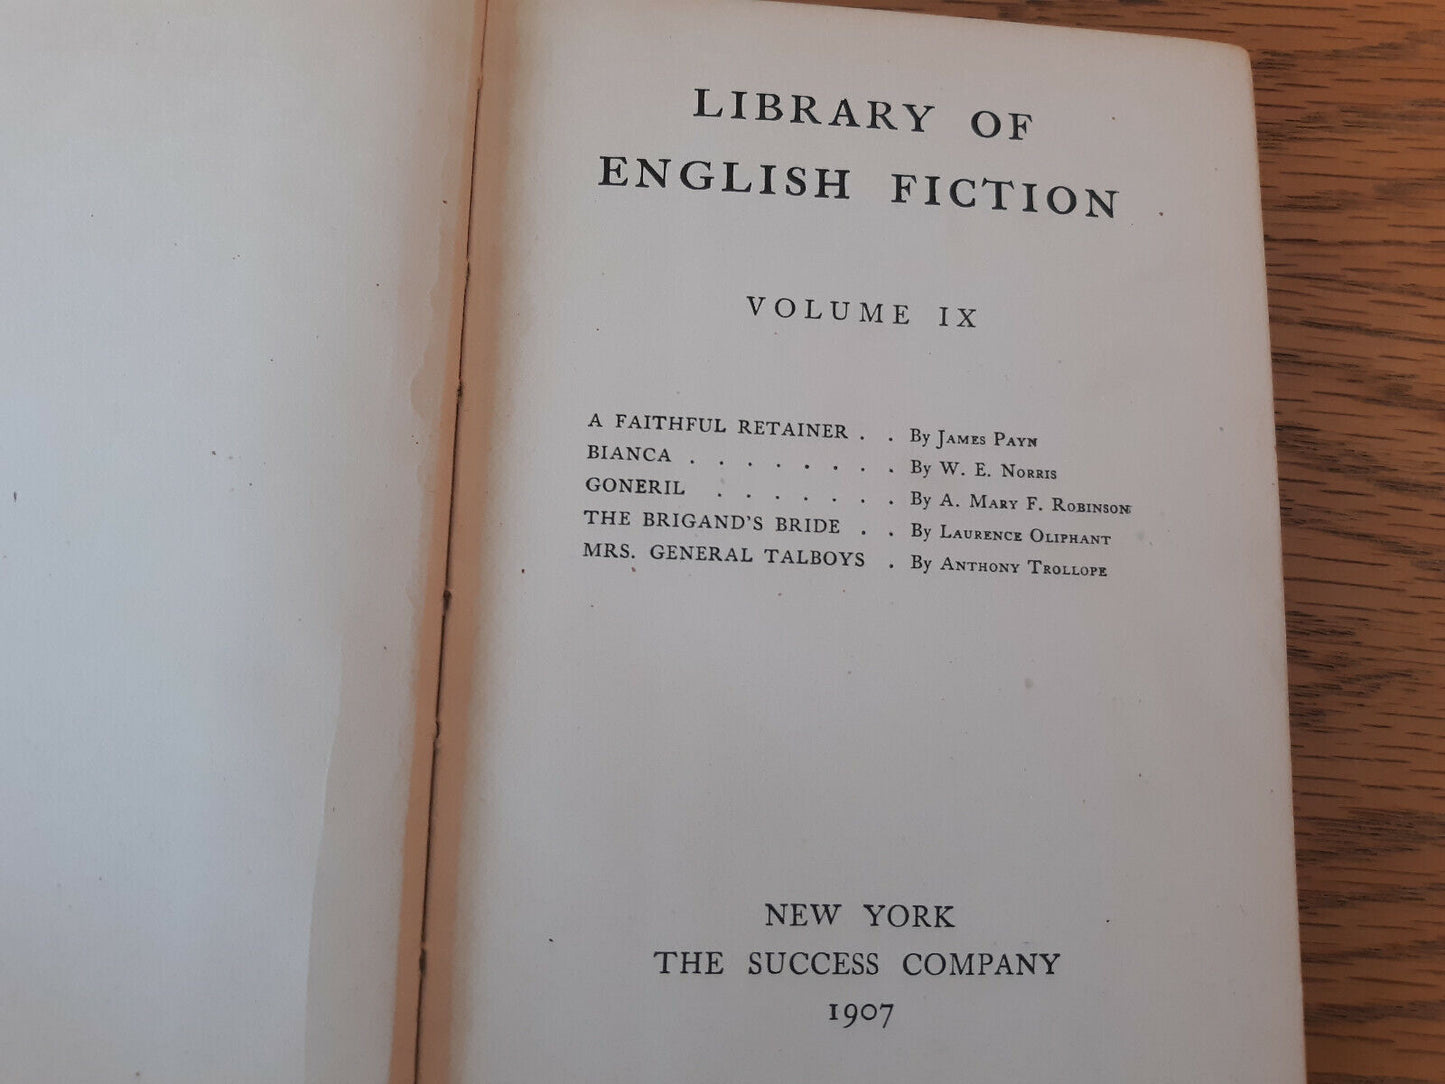 LIBRARY OF
ENGLISH FICTION
VOLUME IX
A FAITHFUL RETAINER . . By JAMES PAYN
BIANCA . . . . . . . . By W. E. NORRIS
GONERIL . . . . . . . By A. MARY F. ROBINSON
THE BRIGAND'S BRIDE . . By LAURENCE OLIPHANT
MRS. GENERAL TALBOYS . By ANTHONY TROLLOPE
NEW YORK
THE SUCCESS COMPANY
1907